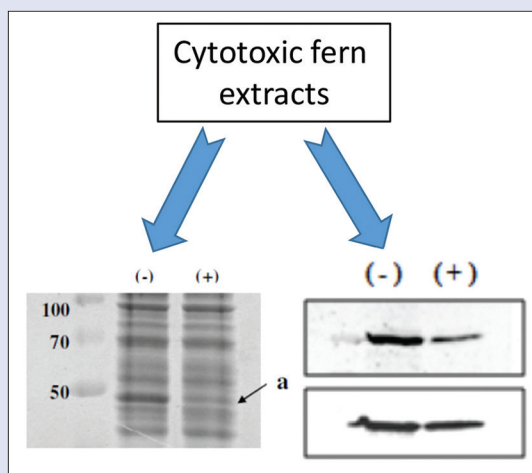 Cytotoxic fern
extracts
(-) (+)
(-) (+)
100
70
50
a